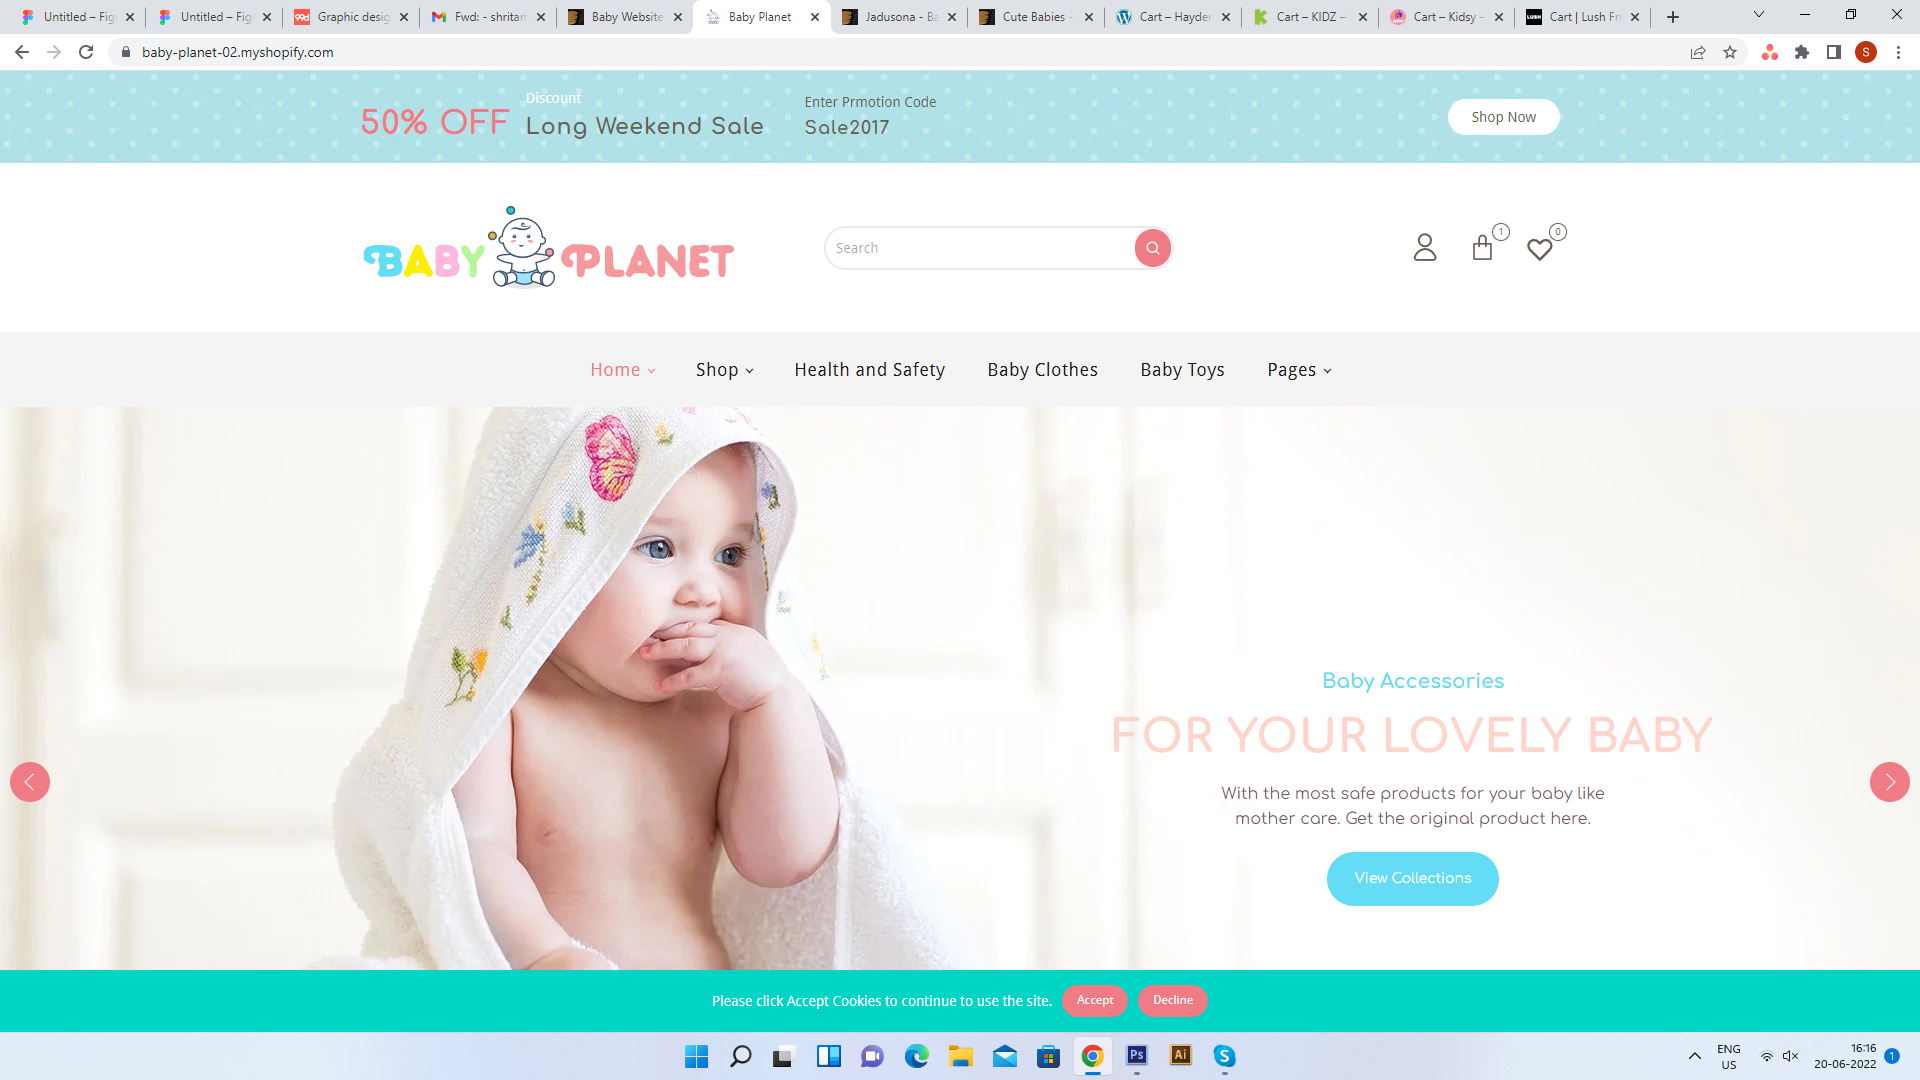 Untitled – Fig
Untitled – Fig
Graphic desig
Fwd: - shritam
Baby Website
Baby Planet
Jadusona - Ba
Cute Babies -
Cart – Hayden
Cart – KIDZ –
Cart – Kidsy –
Cart | Lush Fr
baby-planet-02.myshopify.com
S
50% OFF
Discount
Long Weekend Sale
Enter Prmotion Code
Sale2017
Shop Now
BABY PLANET
Search
1
0
Home
Shop
Health and Safety
Baby Clothes
Baby Toys
Pages
Baby Accessories
FOR YOUR LOVELY BABY
With the most safe products for your baby like
mother care. Get the original product here.
View Collections
Please click Accept Cookies to continue to use the site.
Accept
Decline
Ps
Ai
ENG
US
16:16
20-06-2022
1